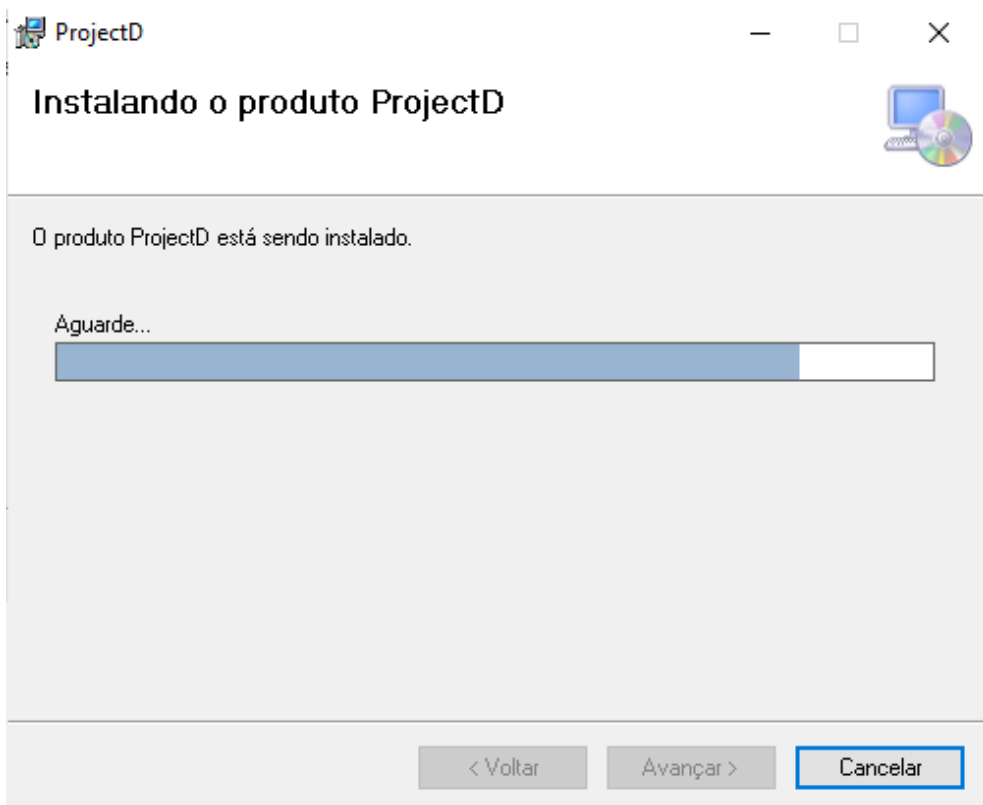 ProjectD
Instalando o produto ProjectD
O produto ProjectD está sendo instalado.
Aguarde...
< Voltar
Avançar >
Cancelar